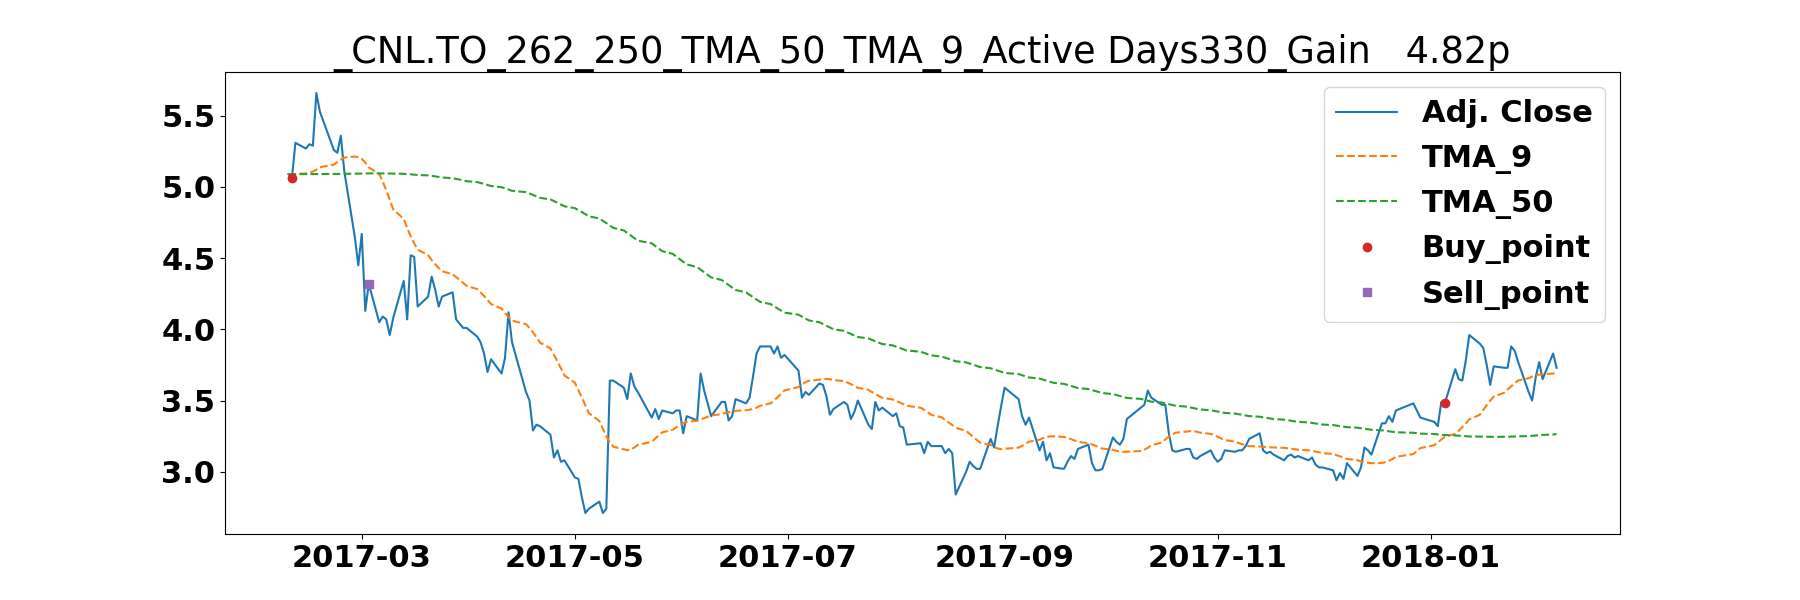 _CNL.TO_262_250_TMA_50_TMA_9_Active Days330_Gain   4.82p
5.5
5.0
4.5
4.0
3.5
3.0
Adj. Close
TMA_9
TMA_50
Buy_point
Sell_point
2017-03 2017-05 2017-07 2017-09 2017-11 2018-01